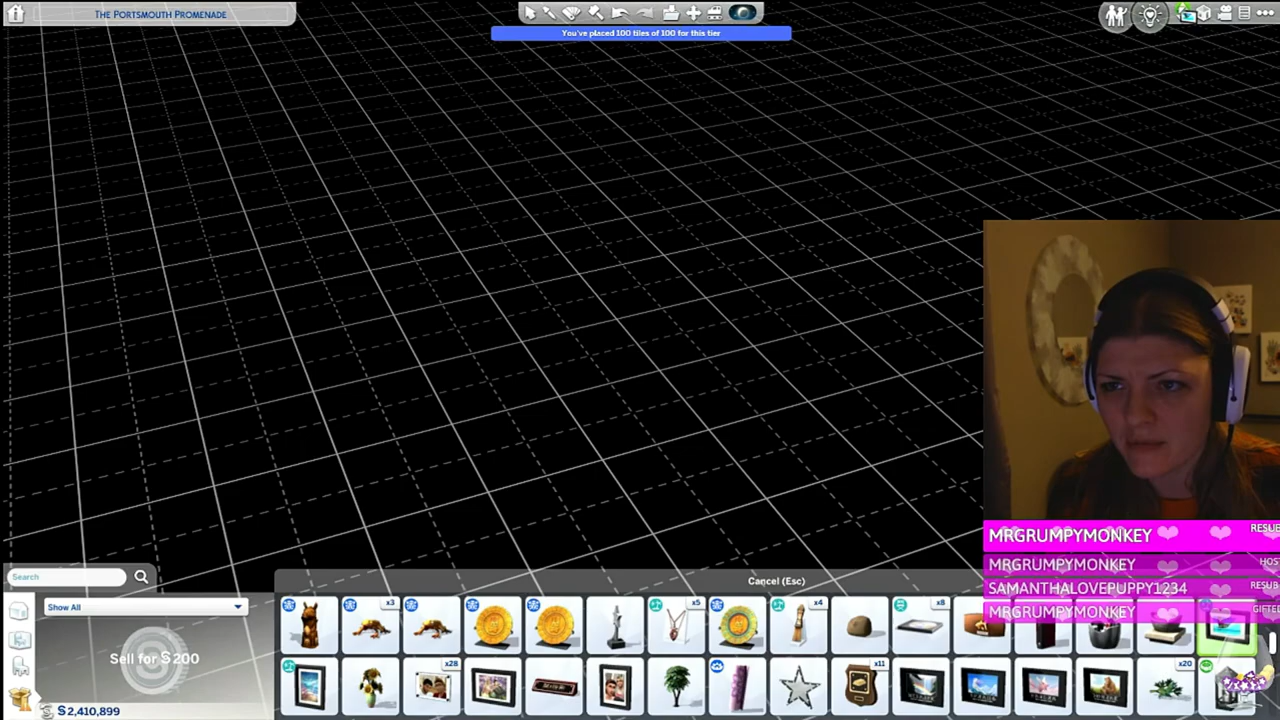 THE PORTSMOUTH PROMENADE
You've placed 100 tiles of 100 for this tier
MRGRUMPYMONKEY
MRGRUMPYMONKEY
SAMANTHALOVEPUPPY1234
MRGRUMPYMONKEY
GIFTED
Search
Cancel (Esc)
Show All
Sell for §200
§2,410,899
x3
x5
x4
x8
x28
x11
x20